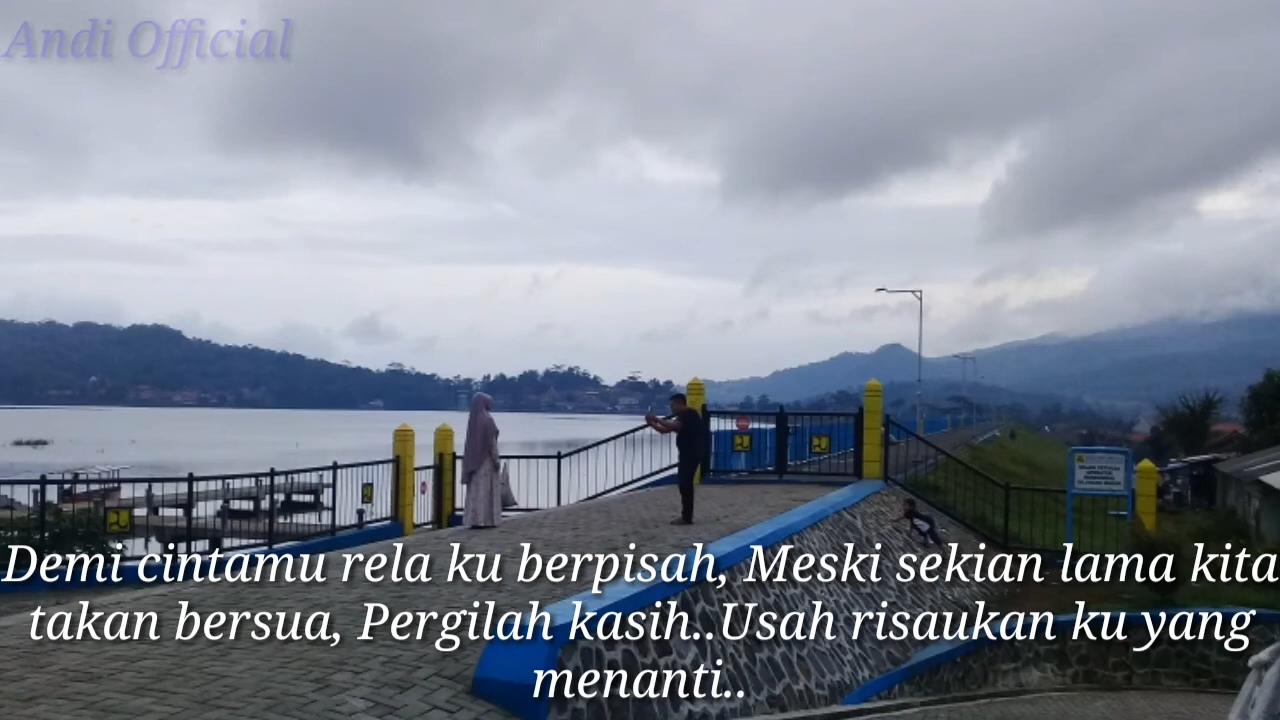 Andi Official
Demi cintamu rela ku berpisah, Meski sekian lama kita
takan bersua, Pergilah kasih..Usah risaukan ku yang
menanti..